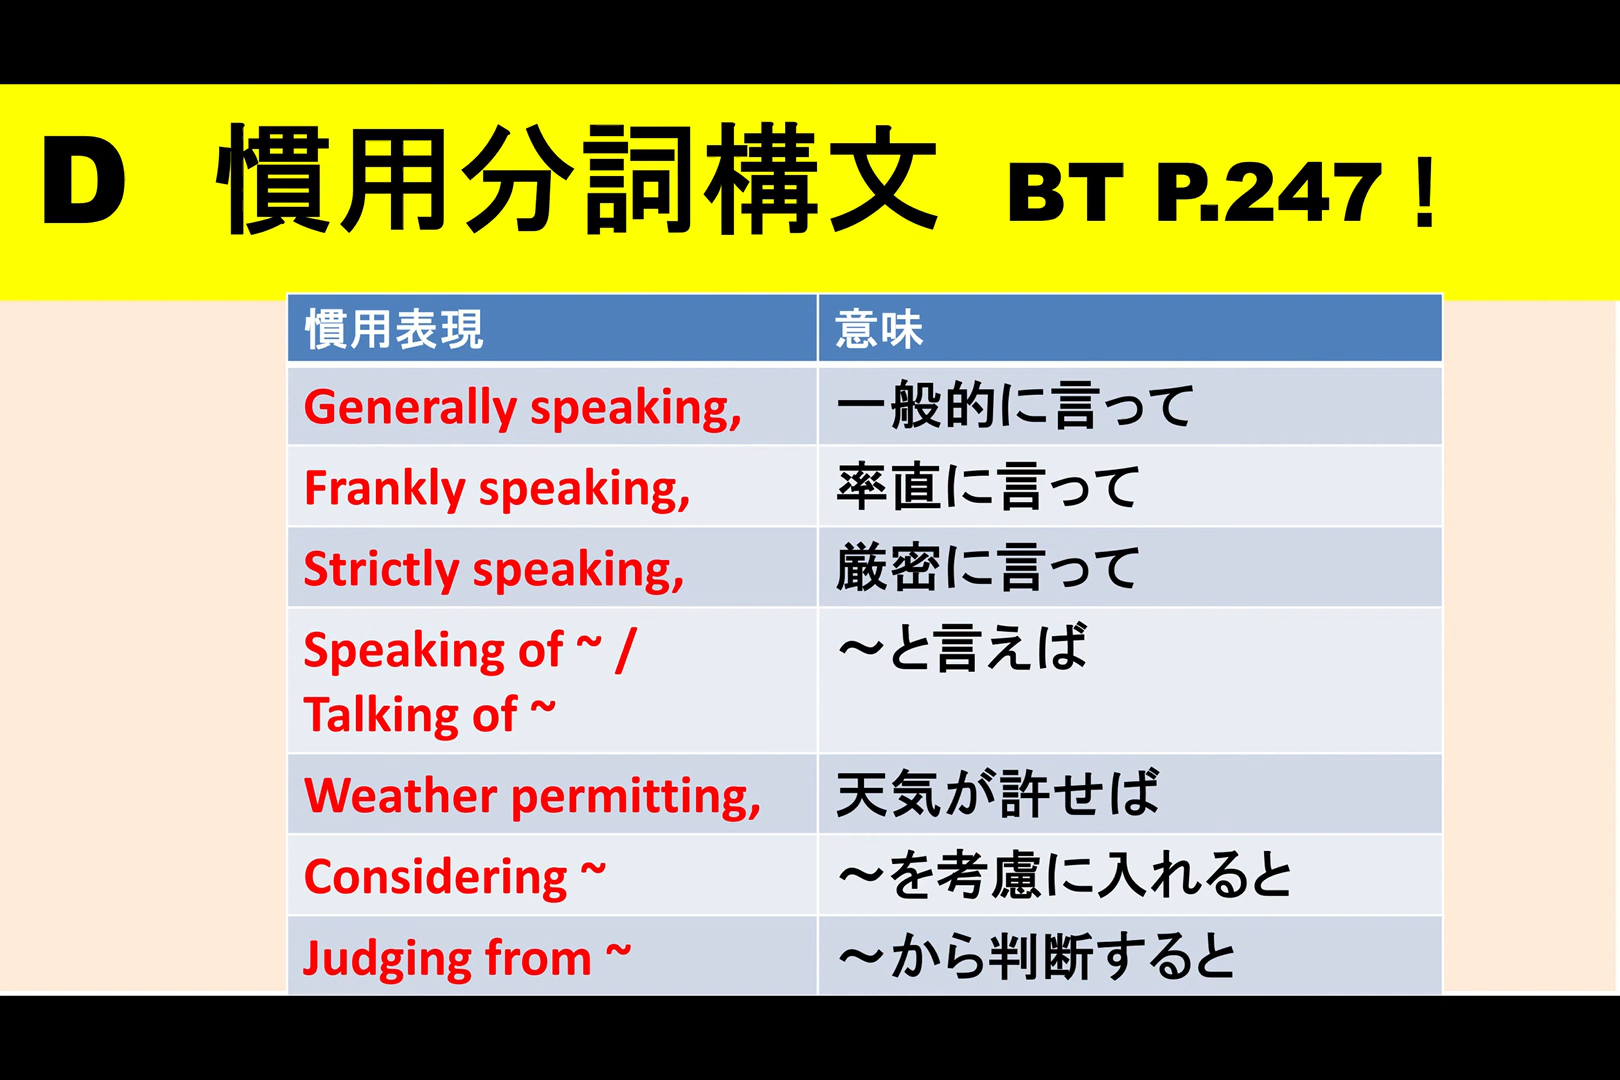 D 慣用分詞構文 BT P.247！
慣用表現 意味
Generally speaking, 一般的に言って
Frankly speaking, 率直に言って
Strictly speaking, 厳密に言って
Speaking of ~ / ～と言えば
Talking of ~
Weather permitting, 天気が許せば
Considering ~ ～を考慮に入れると
Judging from ~ ～から判断すると